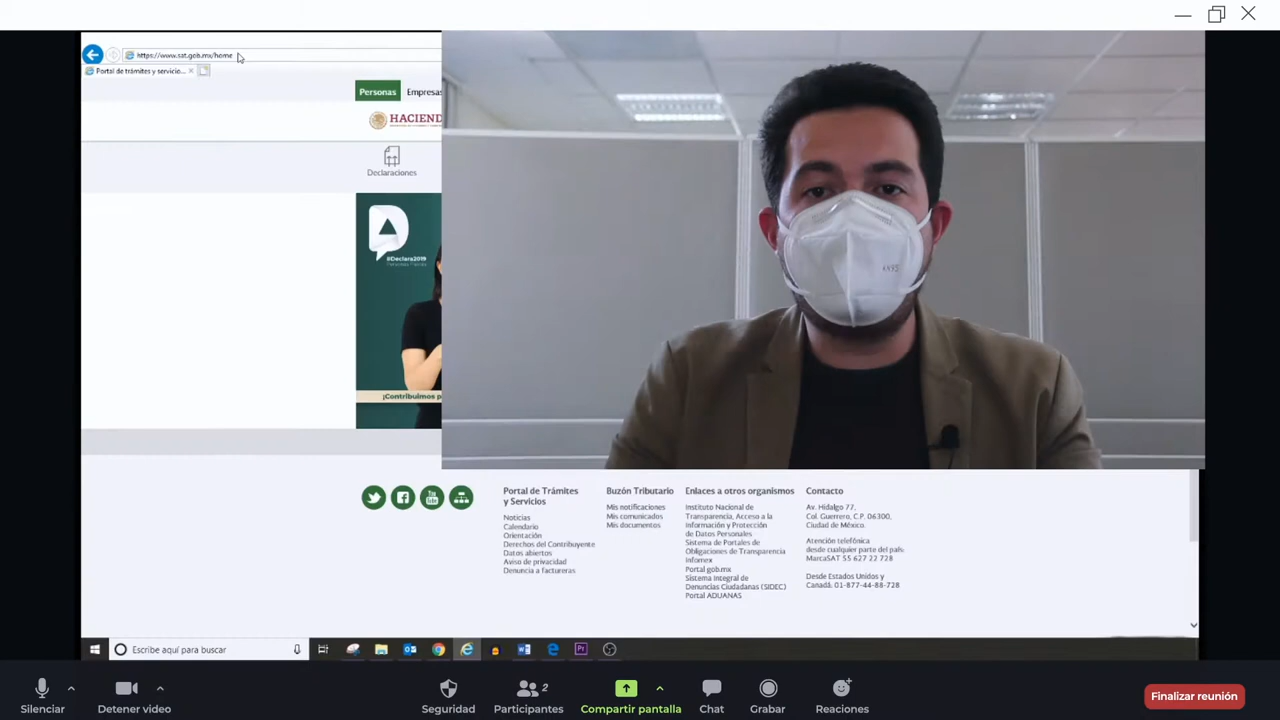 https://www.sat.gob.mx/home
Portal de trámites y servicio...
Personas
Empresas
HACIEND
Declaraciones
#Declara2019
¡Contribuimos p
KN95
Portal de Trámites
y Servicios
Noticias
Calendario
Orientación
Derechos del Contribuyente
Datos abiertos
Aviso de privacidad
Denuncia a factureras
Buzón Tributario
Mis notificaciones
Mis comunicados
Mis documentos
Enlaces a otros organismos
Instituto Nacional de
Transparencia, Acceso a la
Información y Protección
de Datos Personales
Sistema de Portales de
Obligaciones de Transparencia
Infomex
Portal gob.mx
Sistema Integral de
Denuncias Ciudadanas (SIDEC)
Portal ADUANAS
Contacto
Av. Hidalgo 77,
Col. Guerrero, C.P. 06300,
Ciudad de México.
Atención telefónica
desde cualquier parte del país:
MarcaSAT 55 627 22 728
Desde Estados Unidos y
Canadá, 01-877-44-88-728
Escribe aquí para buscar
Silenciar
Detener video
Seguridad
2
Participantes
Compartir pantalla
Chat
Grabar
Reaciones
Finalizar reunión